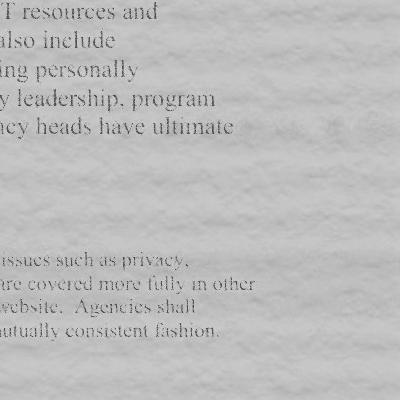 T resources and
also include
ing personally
y leadership, program
ncy heads have ultimate
issues such as privacy,
are covered more fully in other
website. Agencies shall
mutually consistent fashion.